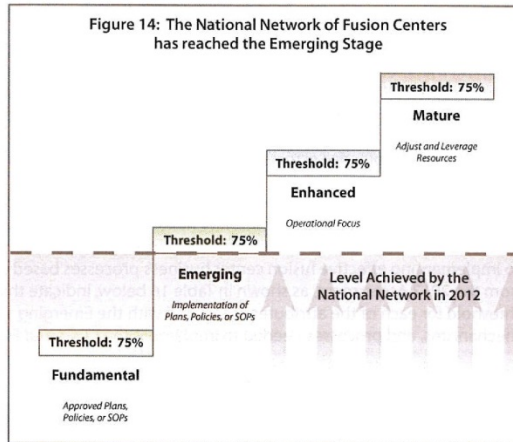 Figure 14: The National Network of Fusion Centers
has reached the Emerging Stage
Threshold: 75%
Mature
Adjust and Leverage
Resources
Threshold: 75%
Enhanced
Operational Focus
Threshold: 75%
Emerging
Implementation of
Plans, Policies, or SOPs
Level Achieved by the
National Network in 2012
Threshold: 75%
Fundamental
Approved Plans,
Policies, or SOPs